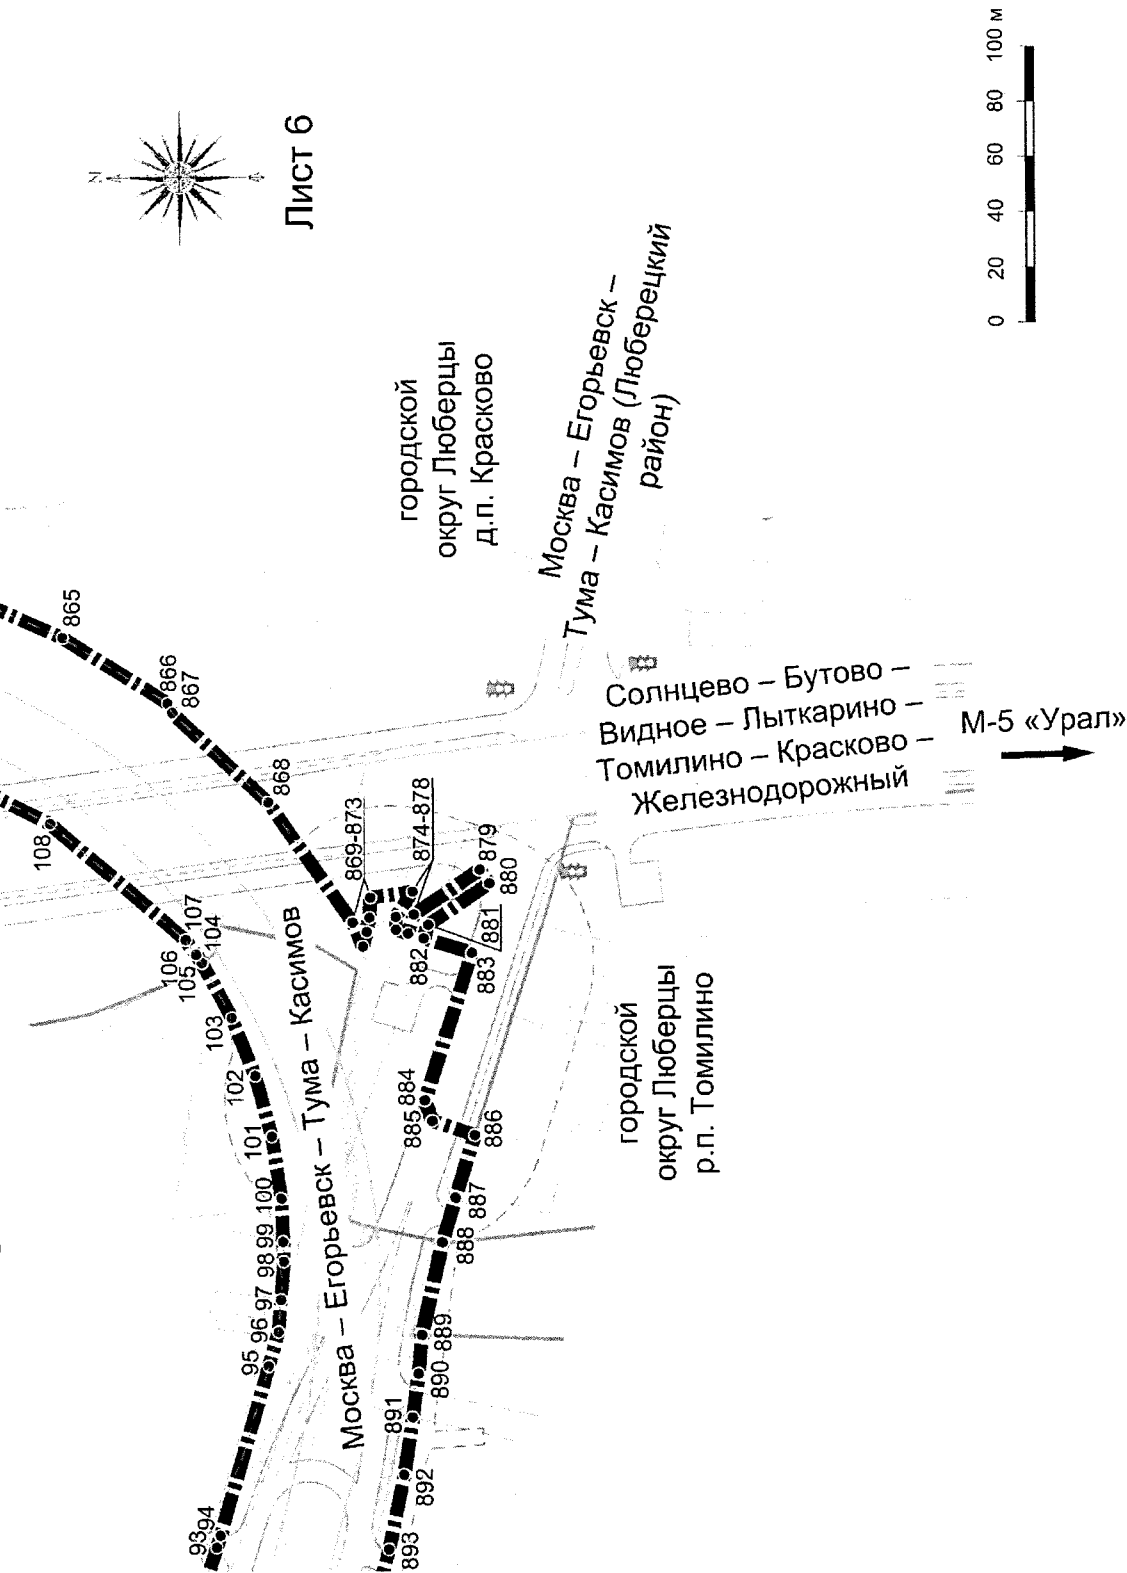 N
Лист 6
0 20 40 60 80 100 м
городской
округ Люберцы
д.п. Красково
Москва – Егорьевск –
Тума – Касимов (Люберецкий
район)
Солнцево – Бутово –
Видное – Лыткарино –
Томилино – Красково –
Железнодорожный
М-5 «Урал»
городской
округ Люберцы
р.п. Томилино
Москва – Егорьевск – Тума – Касимов
865
866
867
868
869-873
874-878
879
880
881
882
883
884
885
886
887
888
889
890
891
892
893
93
94
95
96
97
98
99
100
101
102
103
104
105
106
107
108